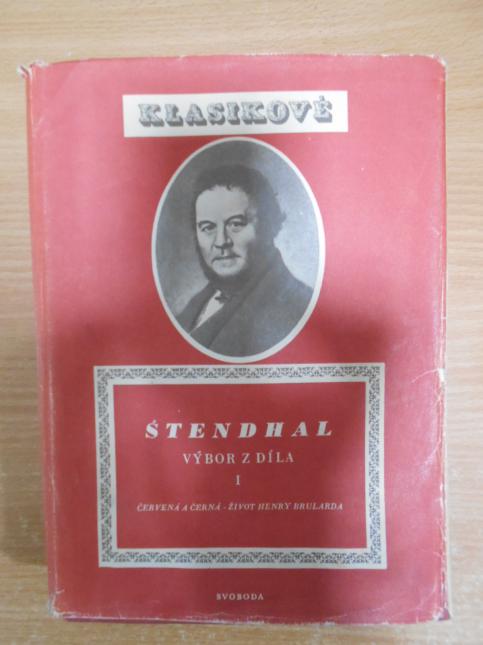 KLASIKOVÉ
ŠTENDHAL
VÝBOR Z DÍLA
I
ČERVENÁ A ČERNÁ - ŽIVOT HENRY BRULARDA
SVOBODA